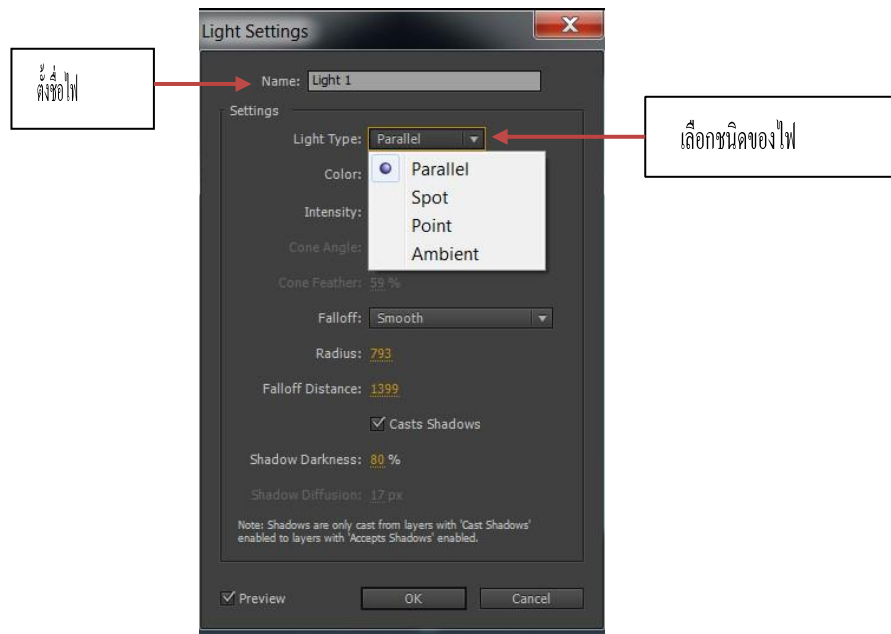 Light Settings
ตั้งชื่อไฟ
Name: Light 1
Settings
Light Type: Parallel
เลือกชนิดของไฟ
Color:
Parallel
Spot
Intensity:
Point
Cone Angle:
Ambient
Cone Feather: 59 %
Falloff: Smooth
Radius: 793
Falloff Distance: 1399
Casts Shadows
Shadow Darkness: 80 %
Shadow Diffusion: 17 px
Note: Shadows are only cast from layers with 'Cast Shadows'
enabled to layers with 'Accepts Shadows' enabled.
Preview
OK
Cancel